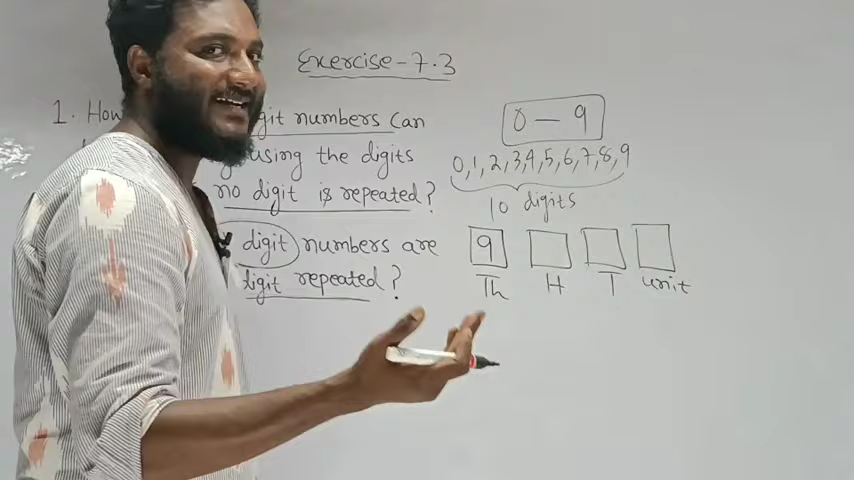 Exercise-7.3
1. How git numbers can
using the digits
no digit is repeated?
digit numbers are
digit repeated?
0 — 9
0,1,2,3,4,5,6,7,8,9
10 digits
9
Th H T unit